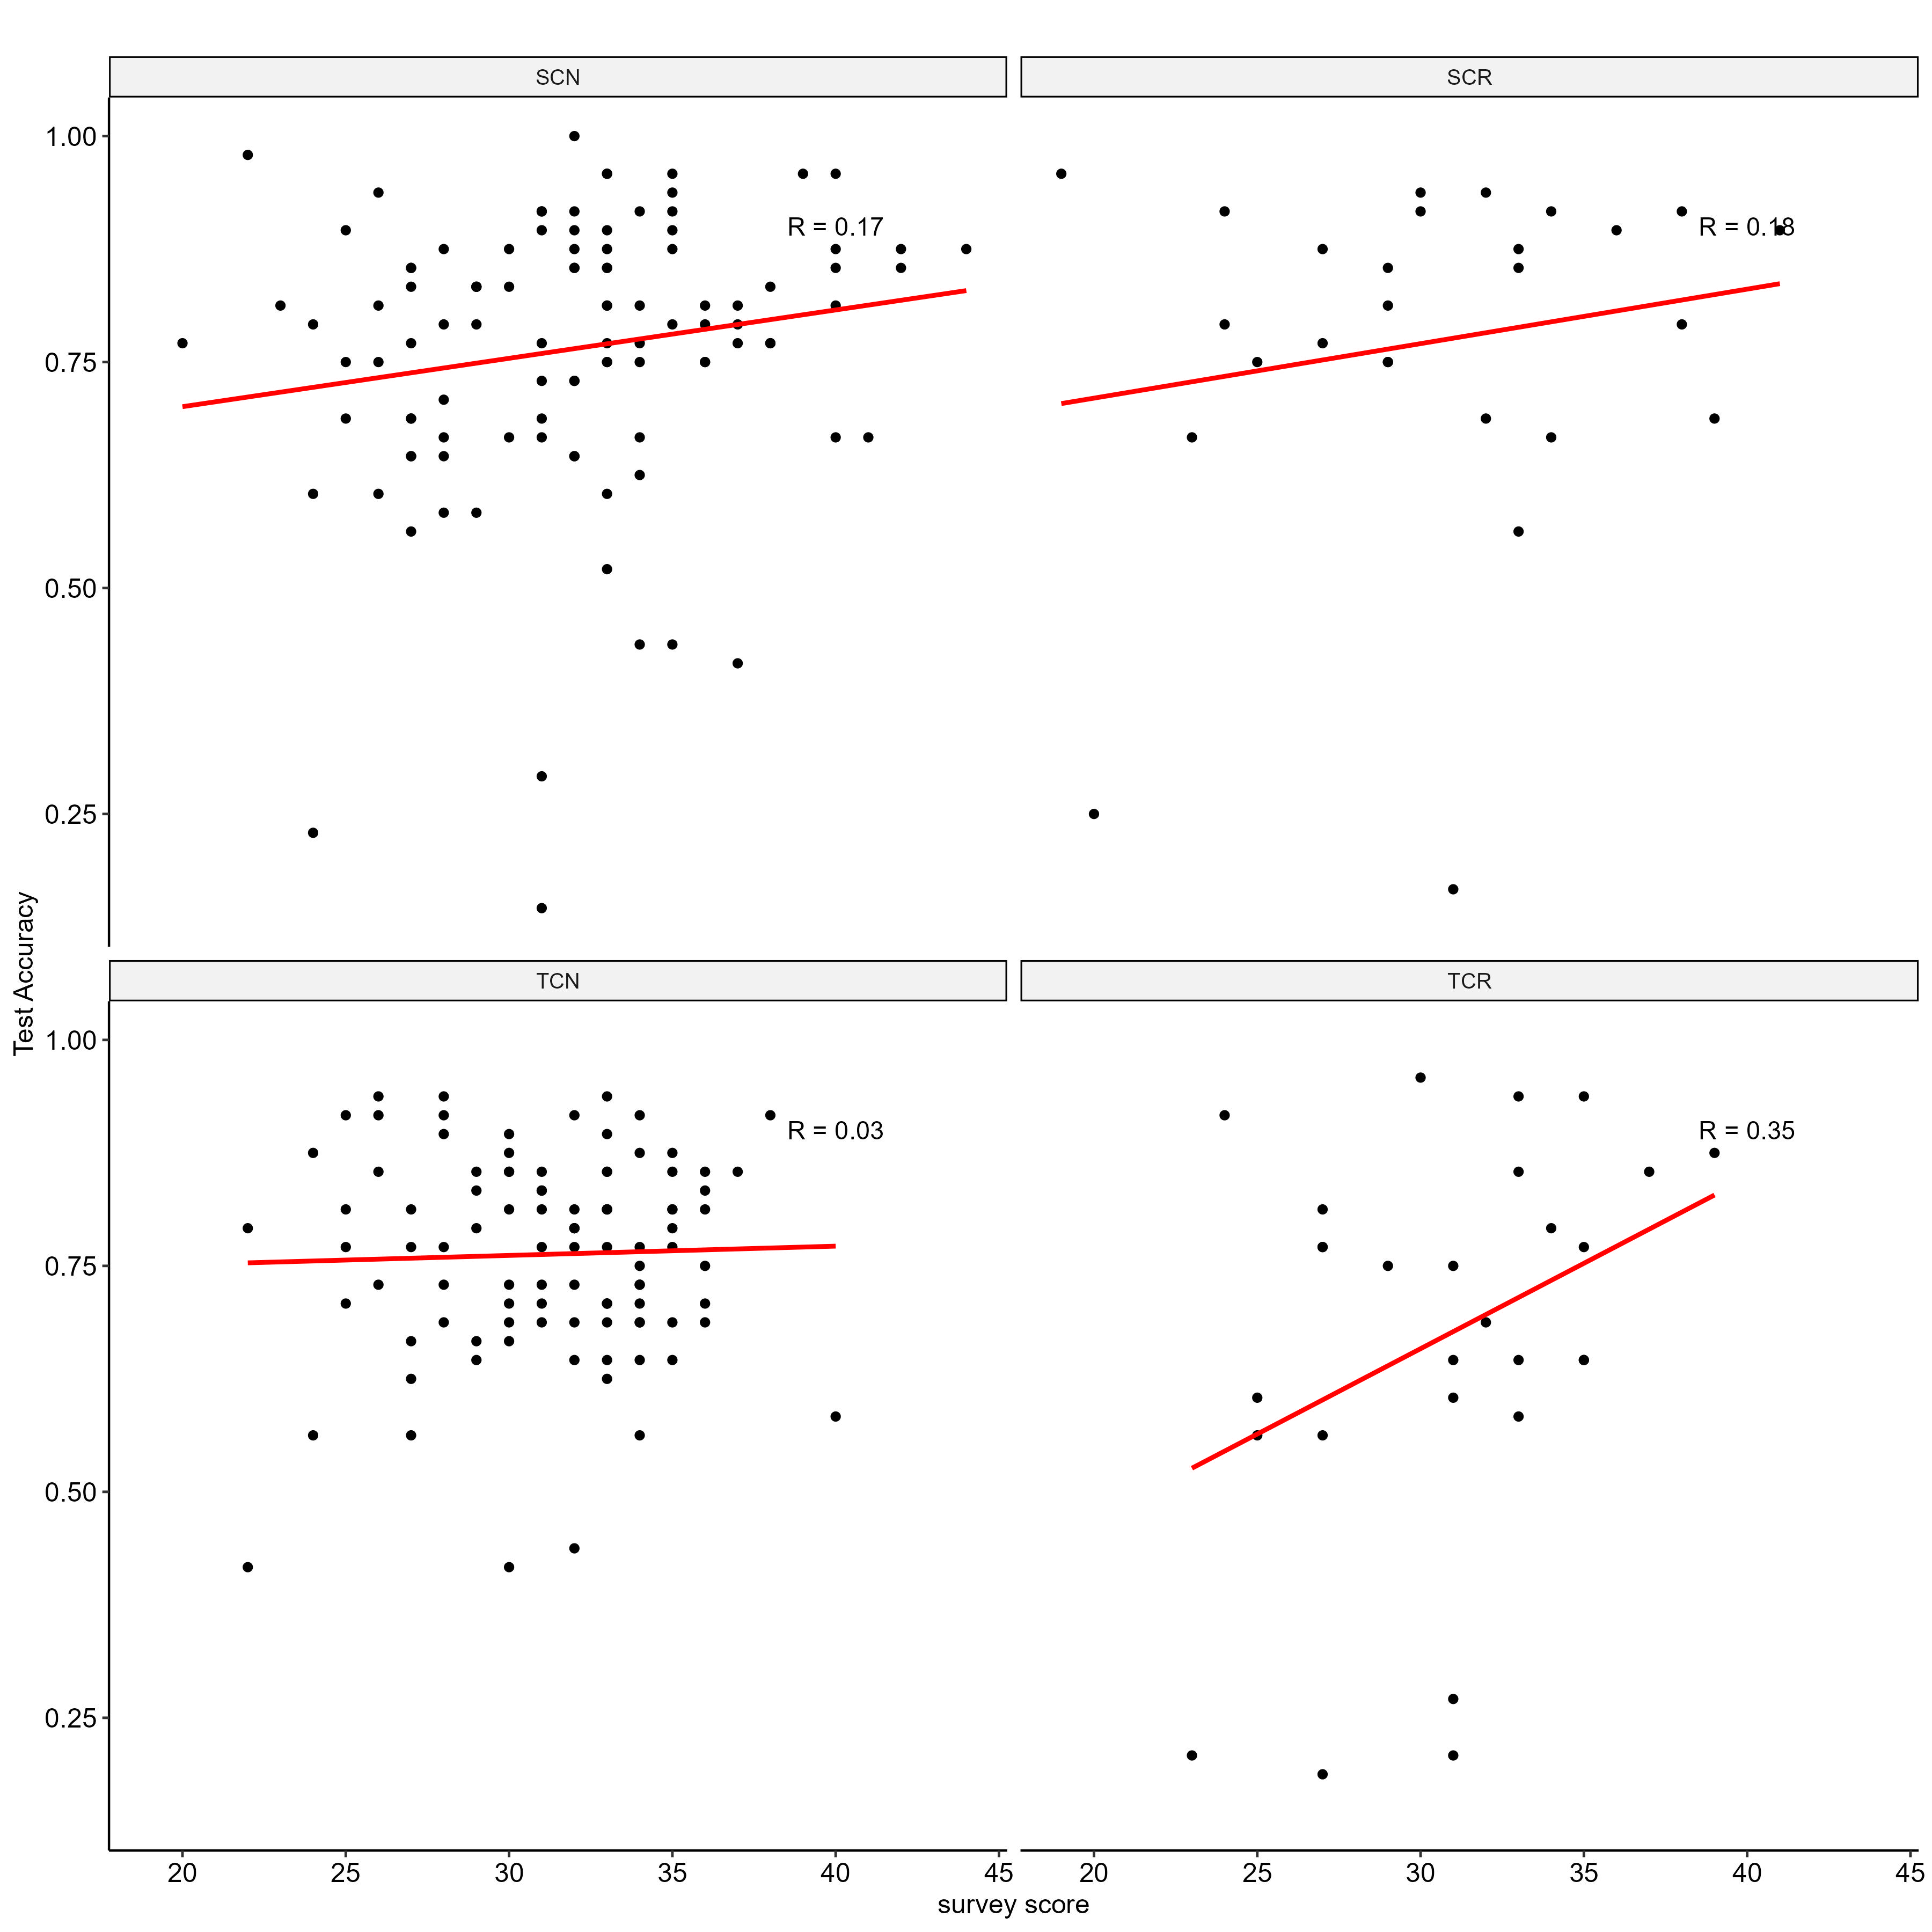 SCN
SCR
1.00
0.75
0.50
0.25
R = 0.17
R = 0.18
Test Accuracy
TCN
TCR
1.00
0.75
0.50
0.25
R = 0.03
R = 0.35
20 25 30 35 40 45
20 25 30 35 40 45
survey score